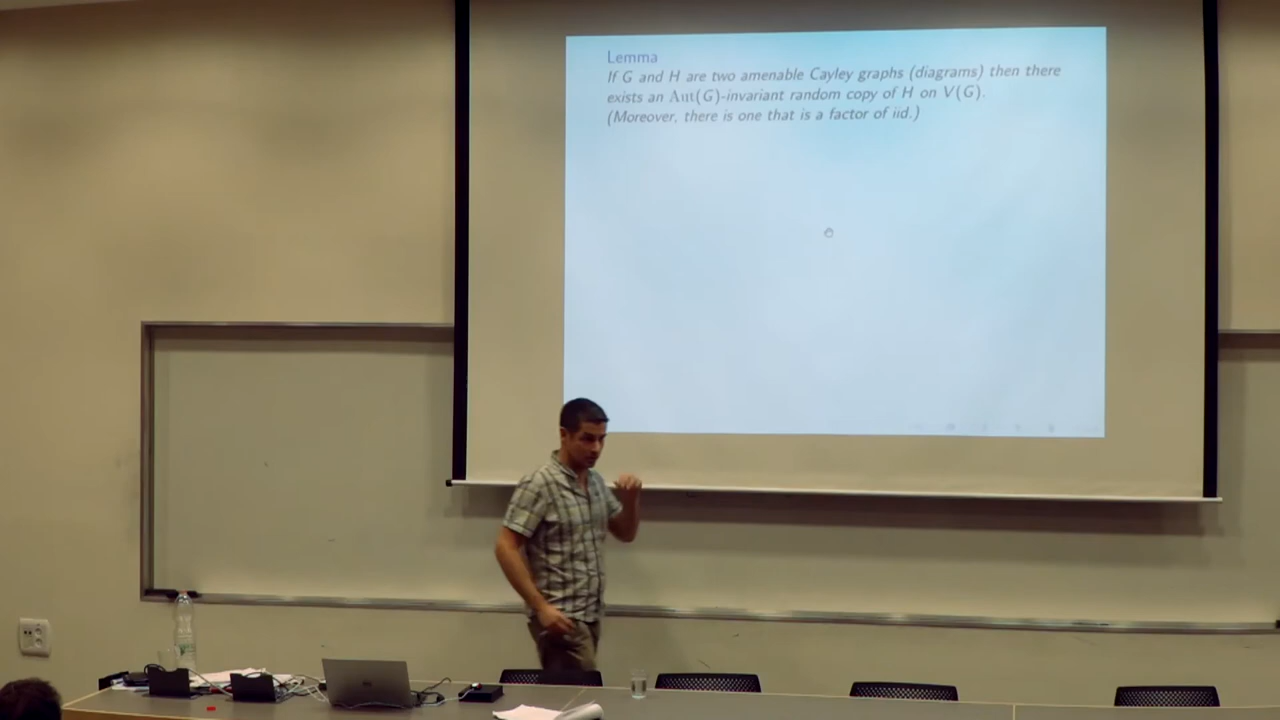 Lemma
If G and H are two amenable Cayley graphs (diagrams) then there
exists an Aut(G)-invariant random copy of H on V(G).
(Moreover, there is one that is a factor of iid.)